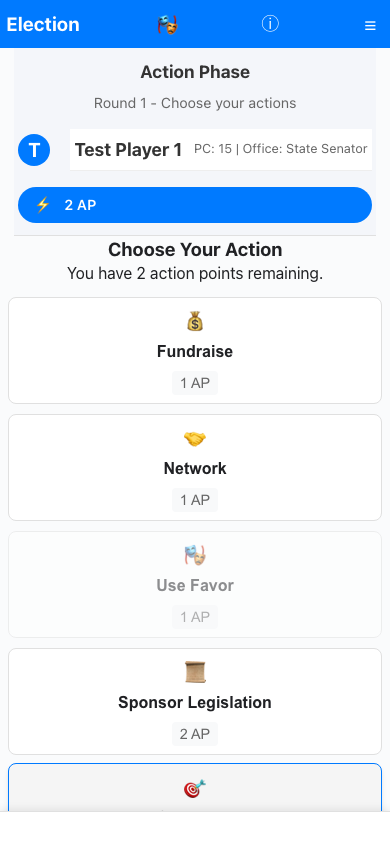 Election
Action Phase
Round 1 - Choose your actions
T
Test Player 1
PC: 15 | Office: State Senator
2 AP
Choose Your Action
You have 2 action points remaining.
Fundraise
1 AP
Network
1 AP
Use Favor
1 AP
Sponsor Legislation
2 AP